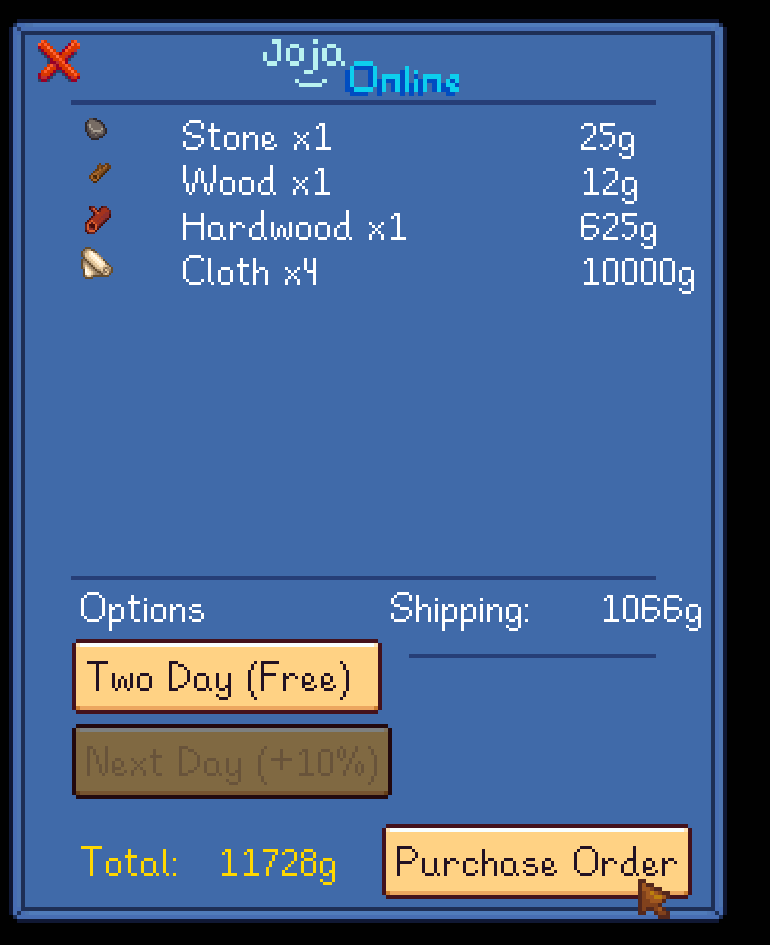 Joja
Online
Stone x1 25g
Wood x1 12g
Hardwood x1 625g
Cloth x4 10000g
Options Shipping: 1066g
Two Day (Free)
Next Day (+10%)
Total: 11728g Purchase Order